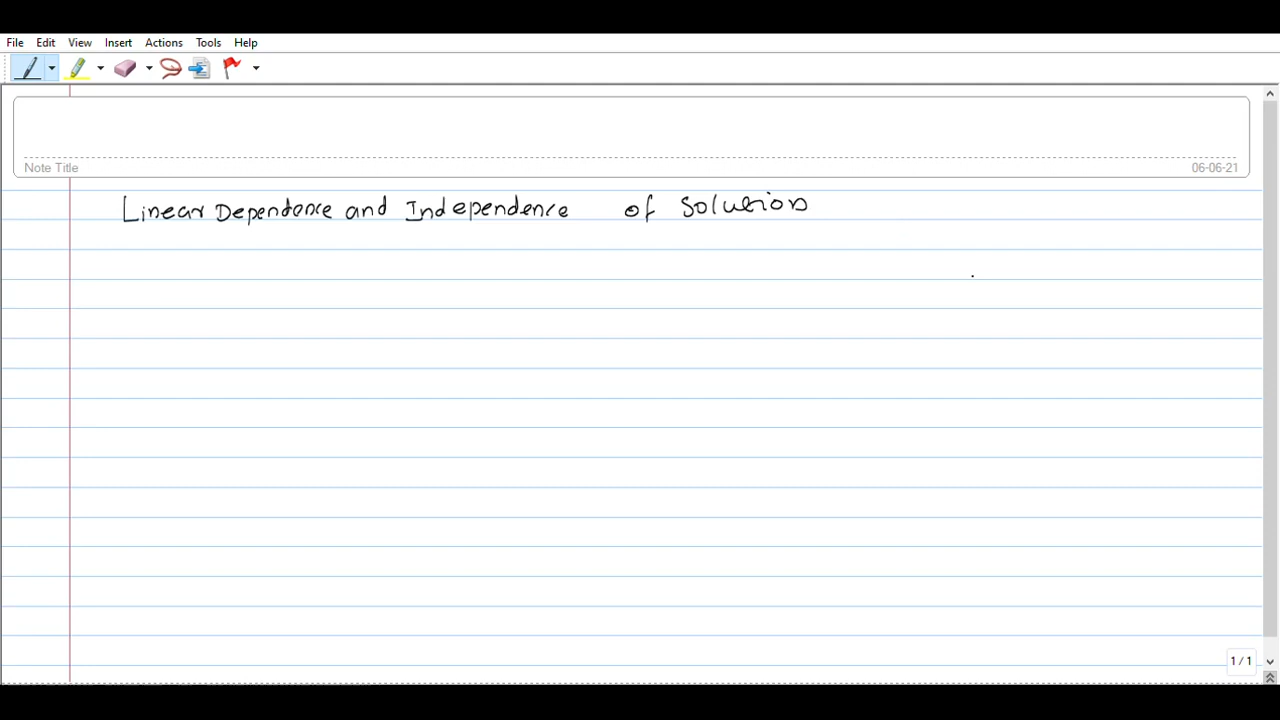 File Edit View Insert Actions Tools Help
Note Title 06-06-21
Linear Dependence and Independence of Solutions
1 / 1